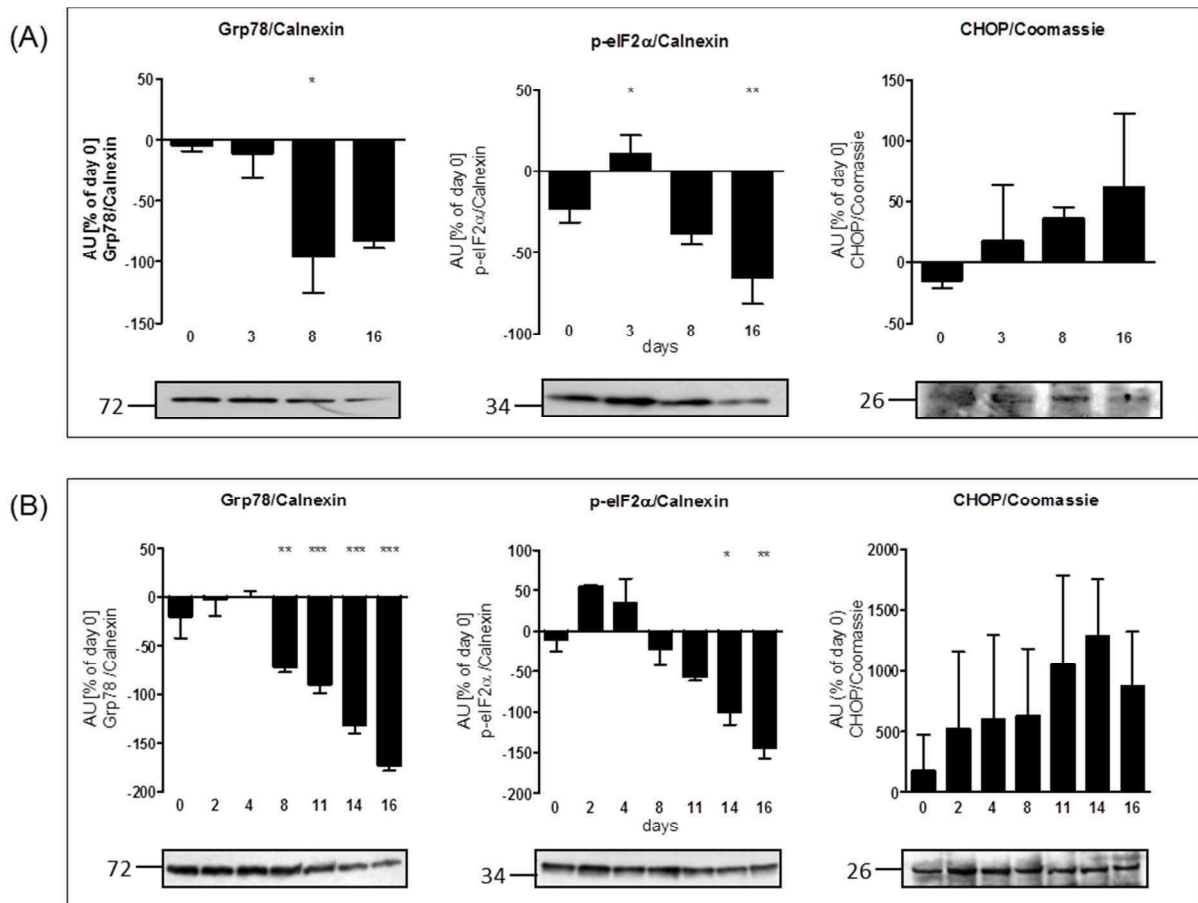 (A)
Grp78/Calnexin
AU [% of day 0]
Grp78/Calnexin
50
0
-50
-100
-150
*
0 3 8 16
72
p-eIF2α/Calnexin
AU [% of day 0]
p-eIF2α/Calnexin
50
0
-50
-100
* **
0 3 8 16
days
34
CHOP/Coomassie
AU [% of day 0]
CHOP/Coomassie
150
100
50
0
-50
0 3 8 16
26
(B)
Grp78/Calnexin
AU [% of day 0]
Grp78 /Calnexin
50
0
-50
-100
-150
-200
** *** *** ***
0 2 4 8 11 14 16
72
p-eIF2α/Calnexin
AU [% of day 0]
p-eIF2α/Calnexin
100
50
0
-50
-100
-150
-200
* **
0 2 4 8 11 14 16
days
34
CHOP/Coomassie
AU (% of day 0)
CHOP/Coomassie
2000
1500
1000
500
0
0 2 4 8 11 14 16
26